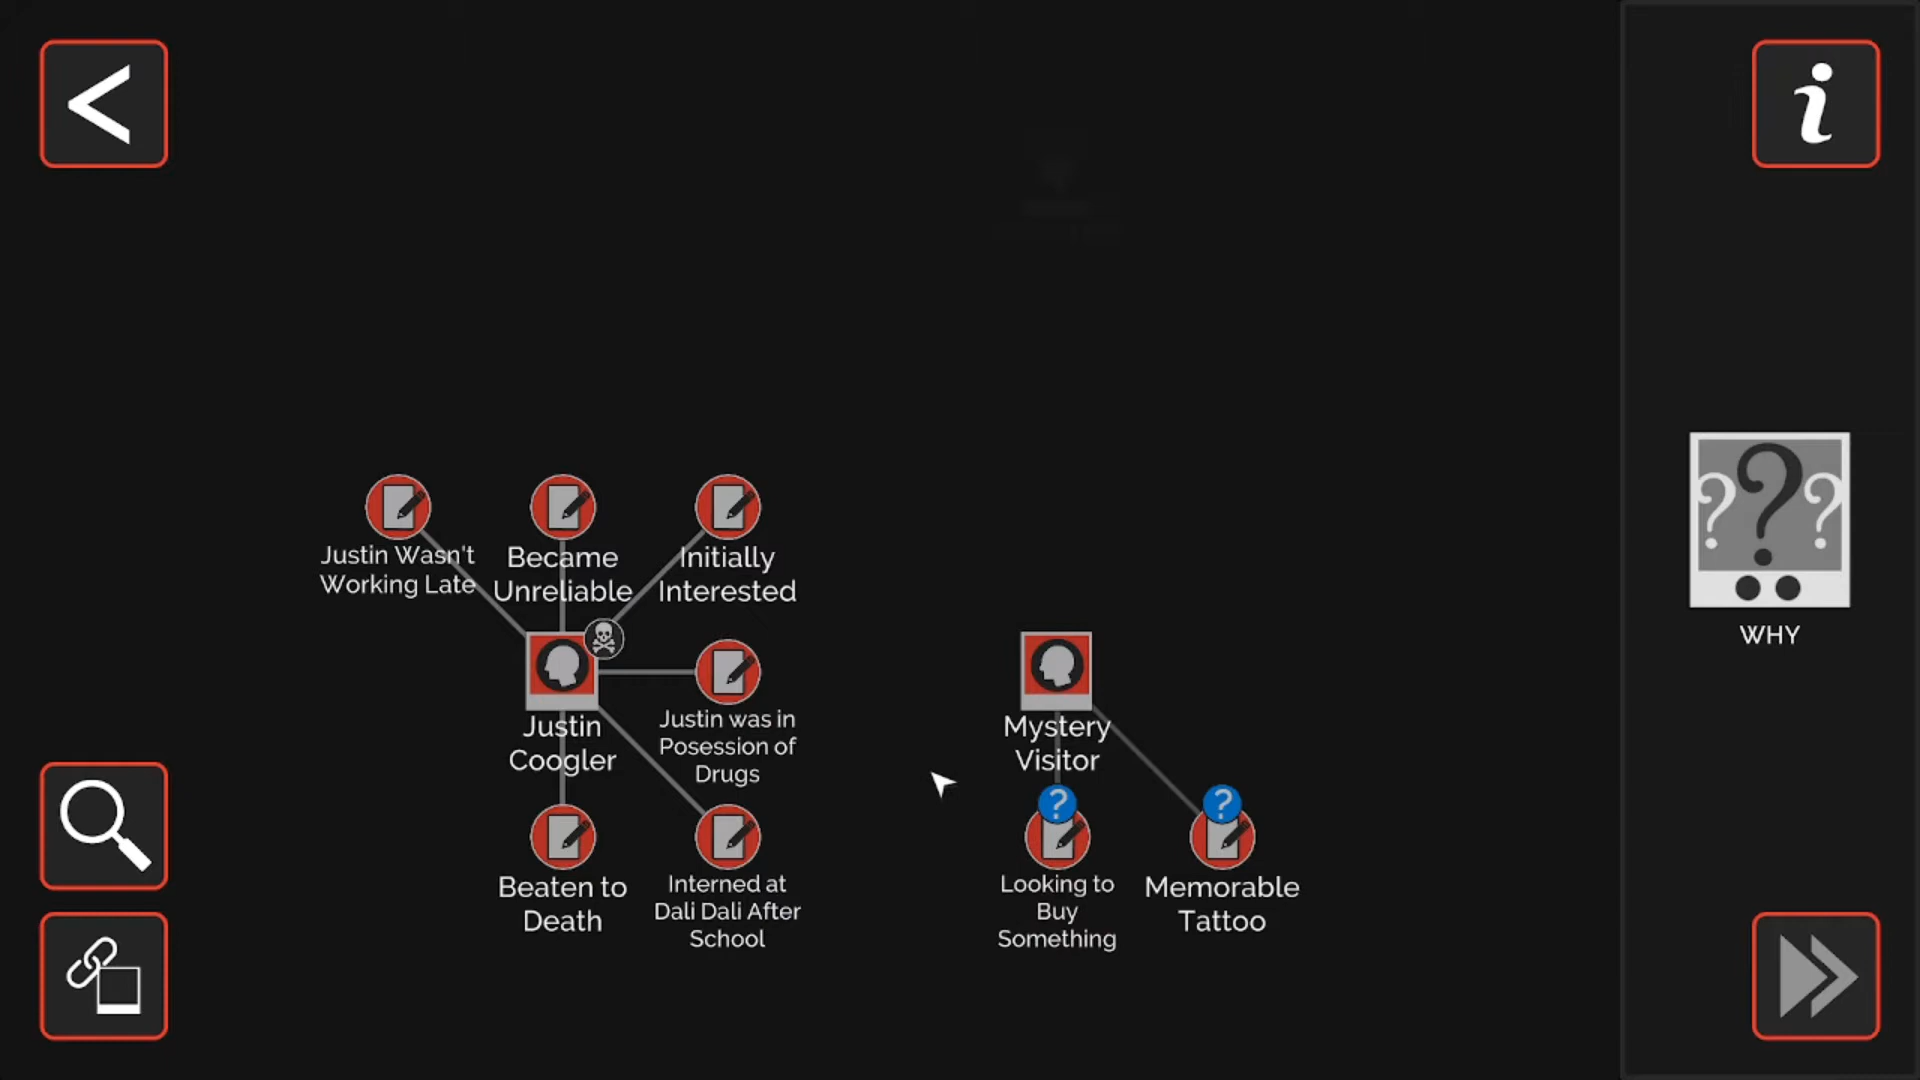 Justin Wasn't
Working Late
Became
Unreliable
Initially
Interested
Justin
Coogler
Justin was in
Posession of
Drugs
Mystery
Visitor
Beaten to
Death
Interned at
Dali Dali After
School
?
Looking to
Buy
Something
?
Memorable
Tattoo
? ? ?
WHY
<
i